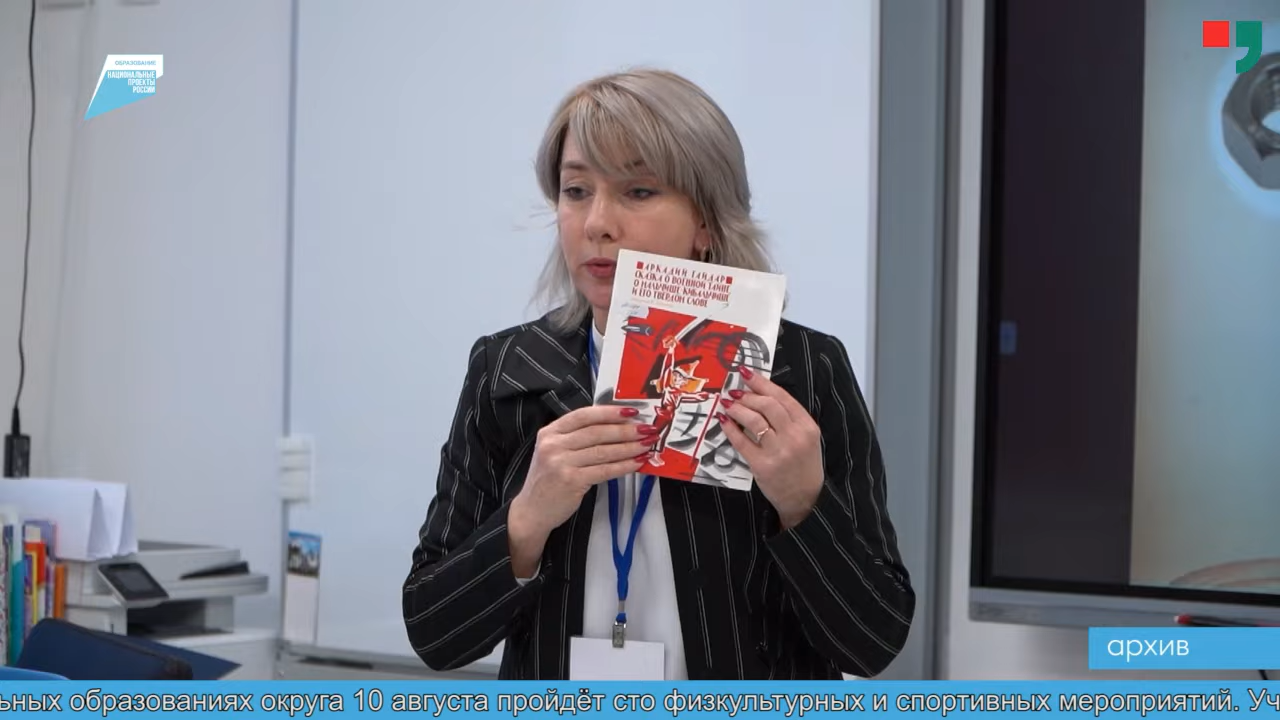 ОБРАЗОВАНИЕ
НАЦИОНАЛЬНЫЕ
ПРОЕКТЫ
РОССИИ
АРКАДИЙ ГАЙДАР
СКАЗКА О ВОЕННОЙ ТАЙНЕ,
О МАЛЬЧИШЕ-КИБАЛЬЧИШЕ
И ЕГО ТВЕРДОМ СЛОВЕ
архив
ьных образованиях округа 10 августа пройдёт сто физкультурных и спортивных мероприятий. Уч